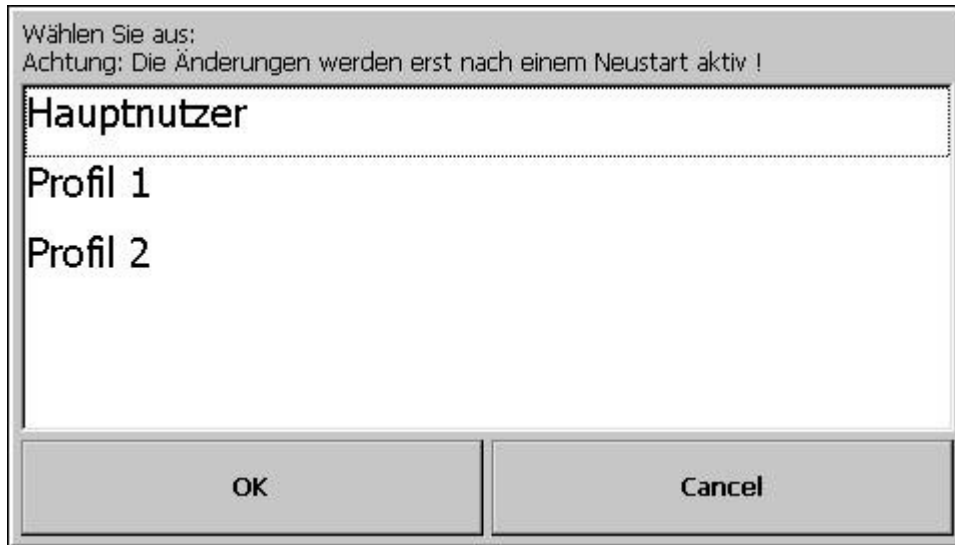 Wählen Sie aus:
Achtung: Die Änderungen werden erst nach einem Neustart aktiv !
Hauptnutzer
Profil 1
Profil 2
OK
Cancel